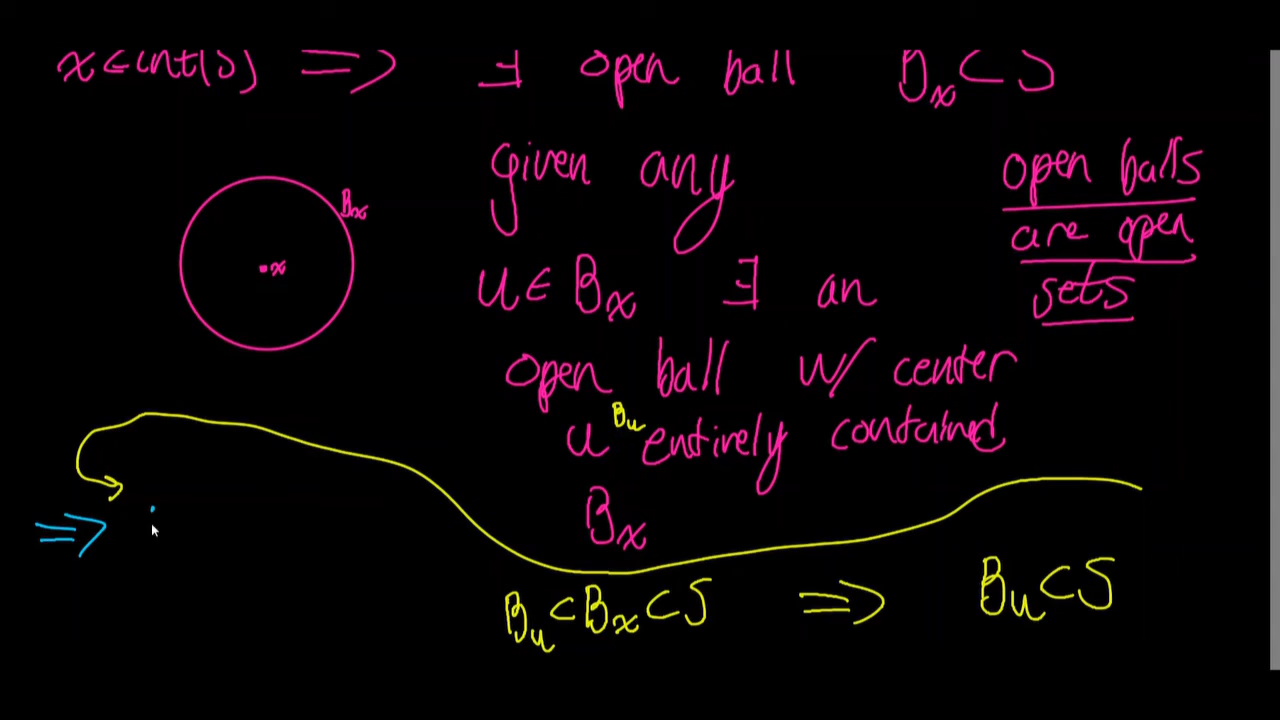 x∈int(S) ⟹ ∃ open ball Bₓ⊂S
given any
u∈Bₓ ∃ an
open ball w/ center
u Bᵤ entirely contained
Bₓ
open balls
are open
sets
Bₓ
x
⟹
Bᵤ⊂Bₓ⊂S ⟹ Bᵤ⊂S